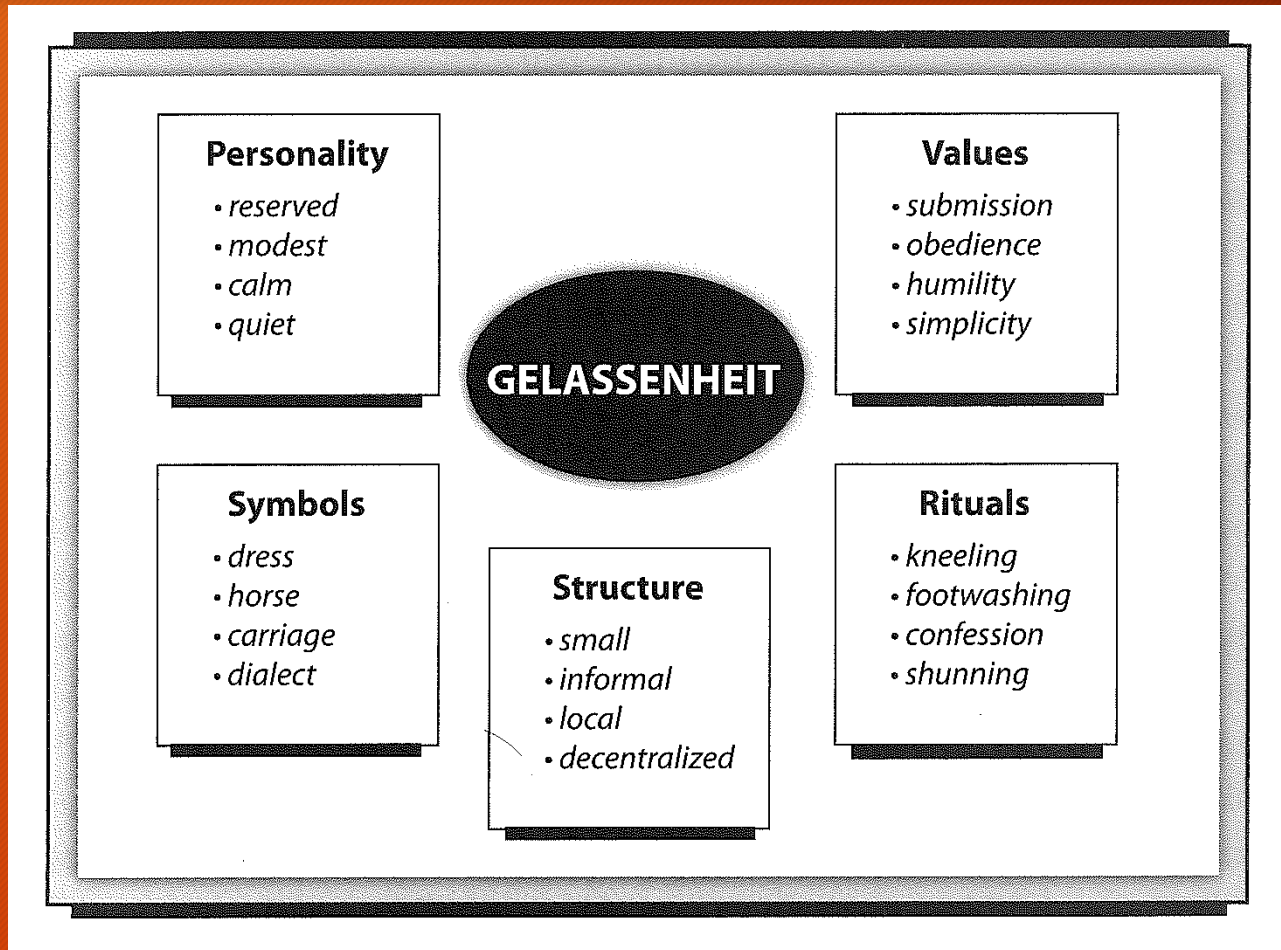 Personality
• reserved
• modest
• calm
• quiet
Values
• submission
• obedience
• humility
• simplicity
GELASSENHEIT
Symbols
• dress
• horse
• carriage
• dialect
Structure
• small
• informal
• local
• decentralized
Rituals
• kneeling
• footwashing
• confession
• shunning